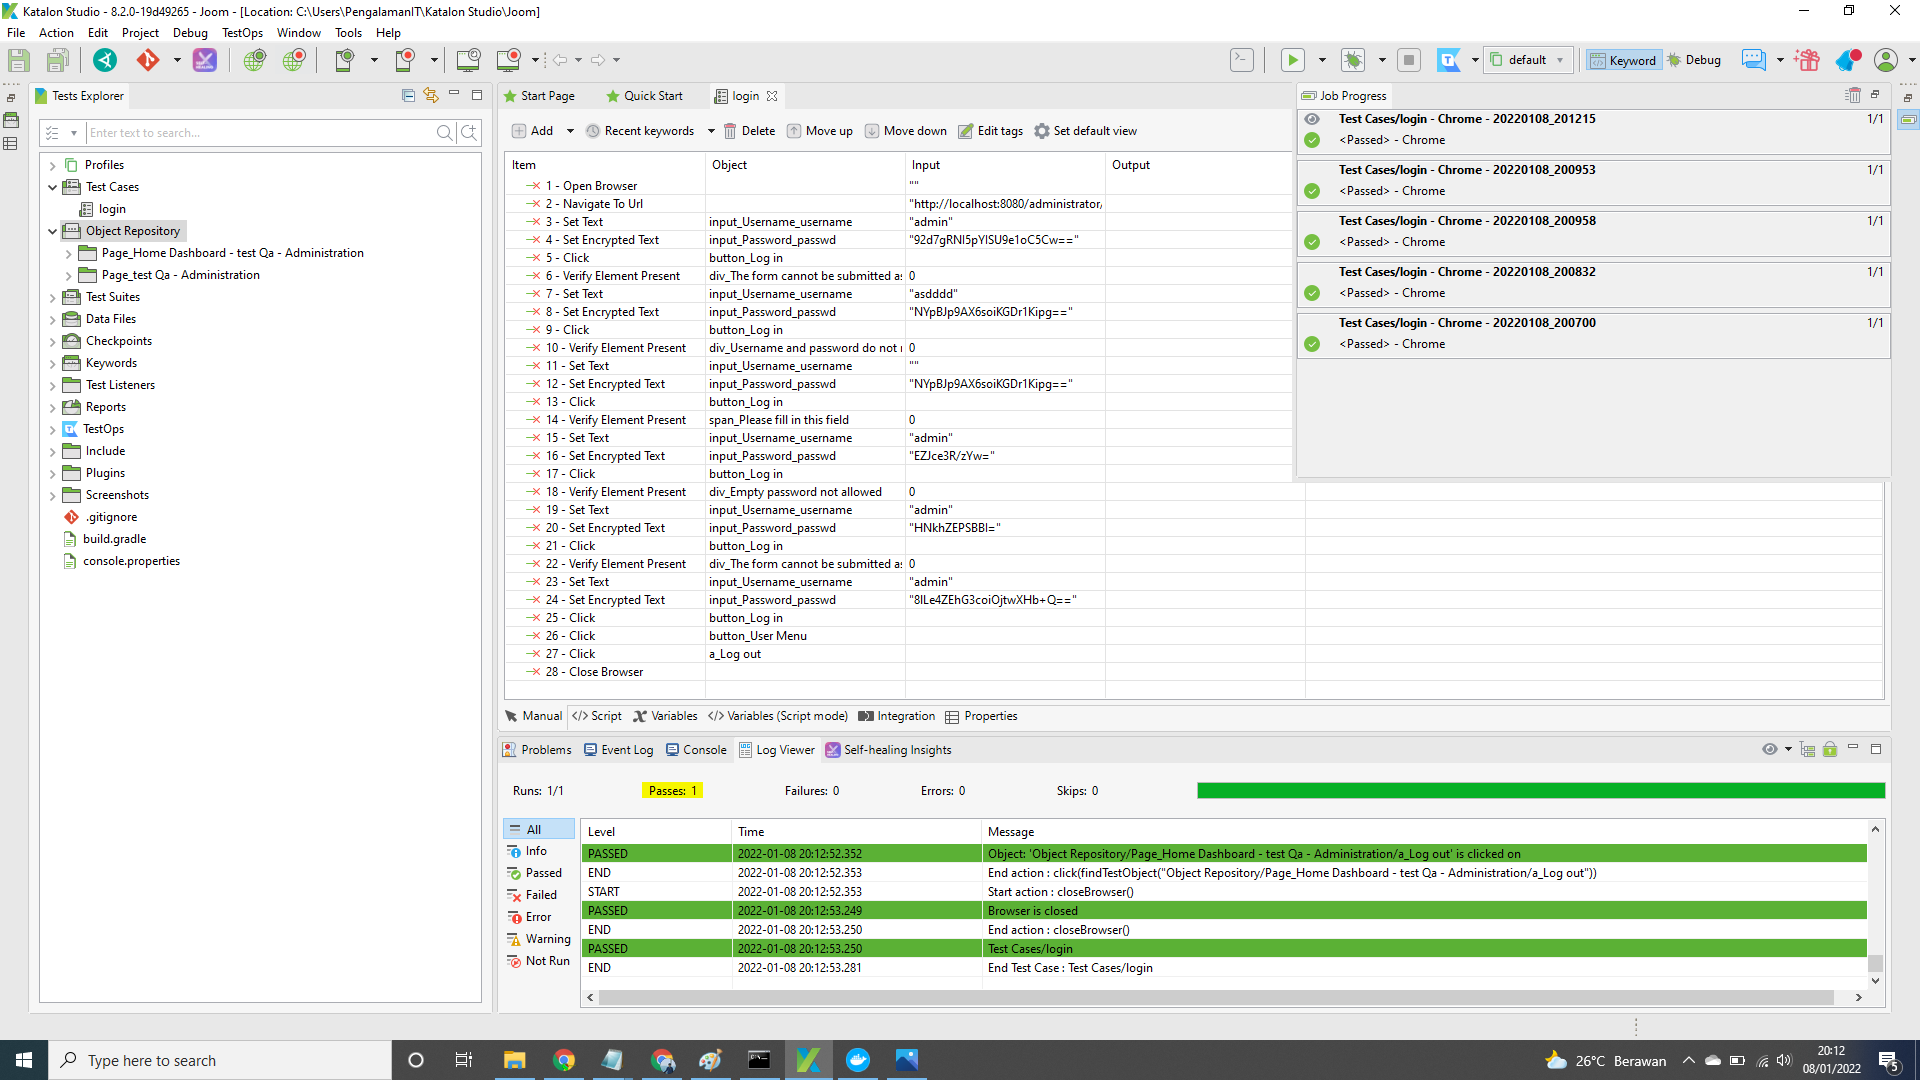 Katalon Studio - 8.2.0-19d49265 - Joom - [Location: C:\Users\PengalamanIT\Katalon Studio\Joom]
File Action Edit Project Debug TestOps Window Tools Help
default Keyword Debug
Tests Explorer
Enter text to search...
Profiles
Test Cases
login
Object Repository
Page_Home Dashboard - test Qa - Administration
Page_test Qa - Administration
Test Suites
Data Files
Checkpoints
Keywords
Test Listeners
Reports
TestOps
Include
Plugins
Screenshots
.gitignore
build.gradle
console.properties
Start Page Quick Start login
Add Recent keywords Delete Move up Move down Edit tags Set default view
Item Object Input Output
1 - Open Browser ""
2 - Navigate To Url "http://localhost:8080/administrator/
3 - Set Text input_Username_username "admin"
4 - Set Encrypted Text input_Password_passwd
5 - Click button_Log in
6 - Verify Element Present div_The form cannot be submitted as 0
7 - Set Text input_Username_username "asdddd"
8 - Set Encrypted Text input_Password_passwd "NYpBJp9AX6soiKGDr1Kipg=="
9 - Click button_Log in
10 - Verify Element Present div_Username and password do not 0
11 - Set Text input_Username_username ""
12 - Set Encrypted Text input_Password_passwd "NYpBJp9AX6soiKGDr1Kipg=="
13 - Click button_Log in
14 - Verify Element Present span_Please fill in this field 0
15 - Set Text input_Username_username "admin"
16 - Set Encrypted Text input_Password_passwd "EZJce3R/zYw="
17 - Click button_Log in
18 - Verify Element Present div_Empty password not allowed 0
19 - Set Text input_Username_username "admin"
20 - Set Encrypted Text input_Password_passwd
21 - Click button_Log in
22 - Verify Element Present div_The form cannot be submitted as 0
23 - Set Text input_Username_username "admin"
24 - Set Encrypted Text input_Password_passwd
25 - Click button_Log in
26 - Click button_User Menu
27 - Click a_Log out
28 - Close Browser
Manual Script Variables Variables (Script mode) Integration Properties
Job Progress
Test Cases/login - Chrome - 20220108_201215 1/1
<Passed> - Chrome
Test Cases/login - Chrome - 20220108_200953 1/1
<Passed> - Chrome
Test Cases/login - Chrome - 20220108_200958 1/1
<Passed> - Chrome
Test Cases/login - Chrome - 20220108_200832 1/1
<Passed> - Chrome
Test Cases/login - Chrome - 20220108_200700 1/1
<Passed> - Chrome
Problems Event Log Console Log Viewer Self-healing Insights
Runs: 1/1 Passes: 1 Failures: 0 Errors: 0 Skips: 0
All
Info
Passed
Failed
Error
Warning
Not Run
Level Time Message
PASSED 2022-01-08 20:12:52.352 Object: 'Object Repository/Page_Home Dashboard - test Qa - Administration/a_Log out' is clicked on
END 2022-01-08 20:12:52.353 End action : click(findTestObject("Object Repository/Page_Home Dashboard - test Qa - Administration/a_Log out"))
START 2022-01-08 20:12:52.353 Start action : closeBrowser()
PASSED 2022-01-08 20:12:53.249 Browser is closed
END 2022-01-08 20:12:53.250 End action : closeBrowser()
PASSED 2022-01-08 20:12:53.250 Test Cases/login
END 2022-01-08 20:12:53.281 End Test Case : Test Cases/login
Type here to search
26°C Berawan
20:12
08/01/2022
5